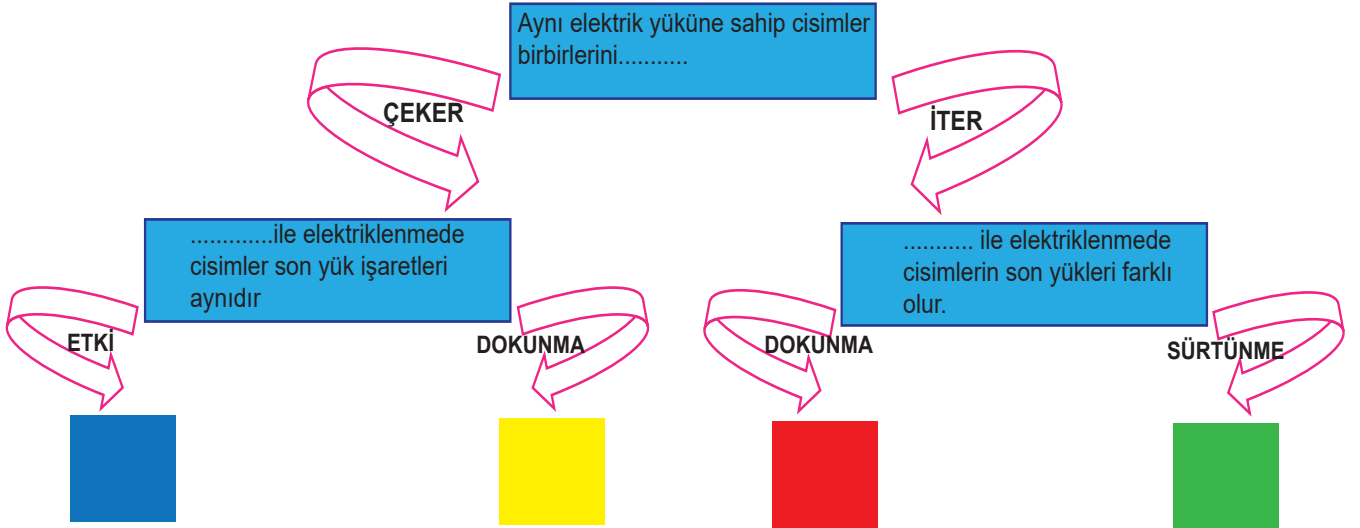 Aynı elektrik yüküne sahip cisimler
birbirlerini...........
ÇEKER
İTER
.............ile elektriklenmede
cisimler son yük işaretleri
aynıdır
........... ile elektriklenmede
cisimlerin son yükleri farklı
olur.
ETKİ
DOKUNMA
DOKUNMA
SÜRTÜNME